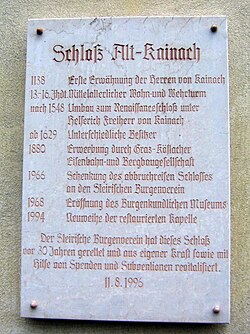 Schloß Alt-Kainach
1138 Erste Erwähnung der Herren von Kainach
13.-16.Jhdt. Mittelalterlicher Wohn-und Wehrturm
nach 1548 Umbau zum Renaissanceschloß unter
Helfreich Freiherr von Kainach
ab 1629 Unterschiedliche Besitzer
1880 Erwerbung durch Graz-Köflacher
Eisenbahn-und Bergbaugesellschaft
1966 Schenkung des abbruchreifen Schlosses
an den Steirischen Burgenverein
1968 Eröffnung des Burgenkundlichen Museums
1994 Neuweihe der restaurierten Kapelle
Der Steirische Burgenverein hat dieses Schloß
vor 30 Jahren gerettet und aus eigener Kraft sowie mit
Hilfe von Spenden und Subventionen revitalisiert.
11.8.1996